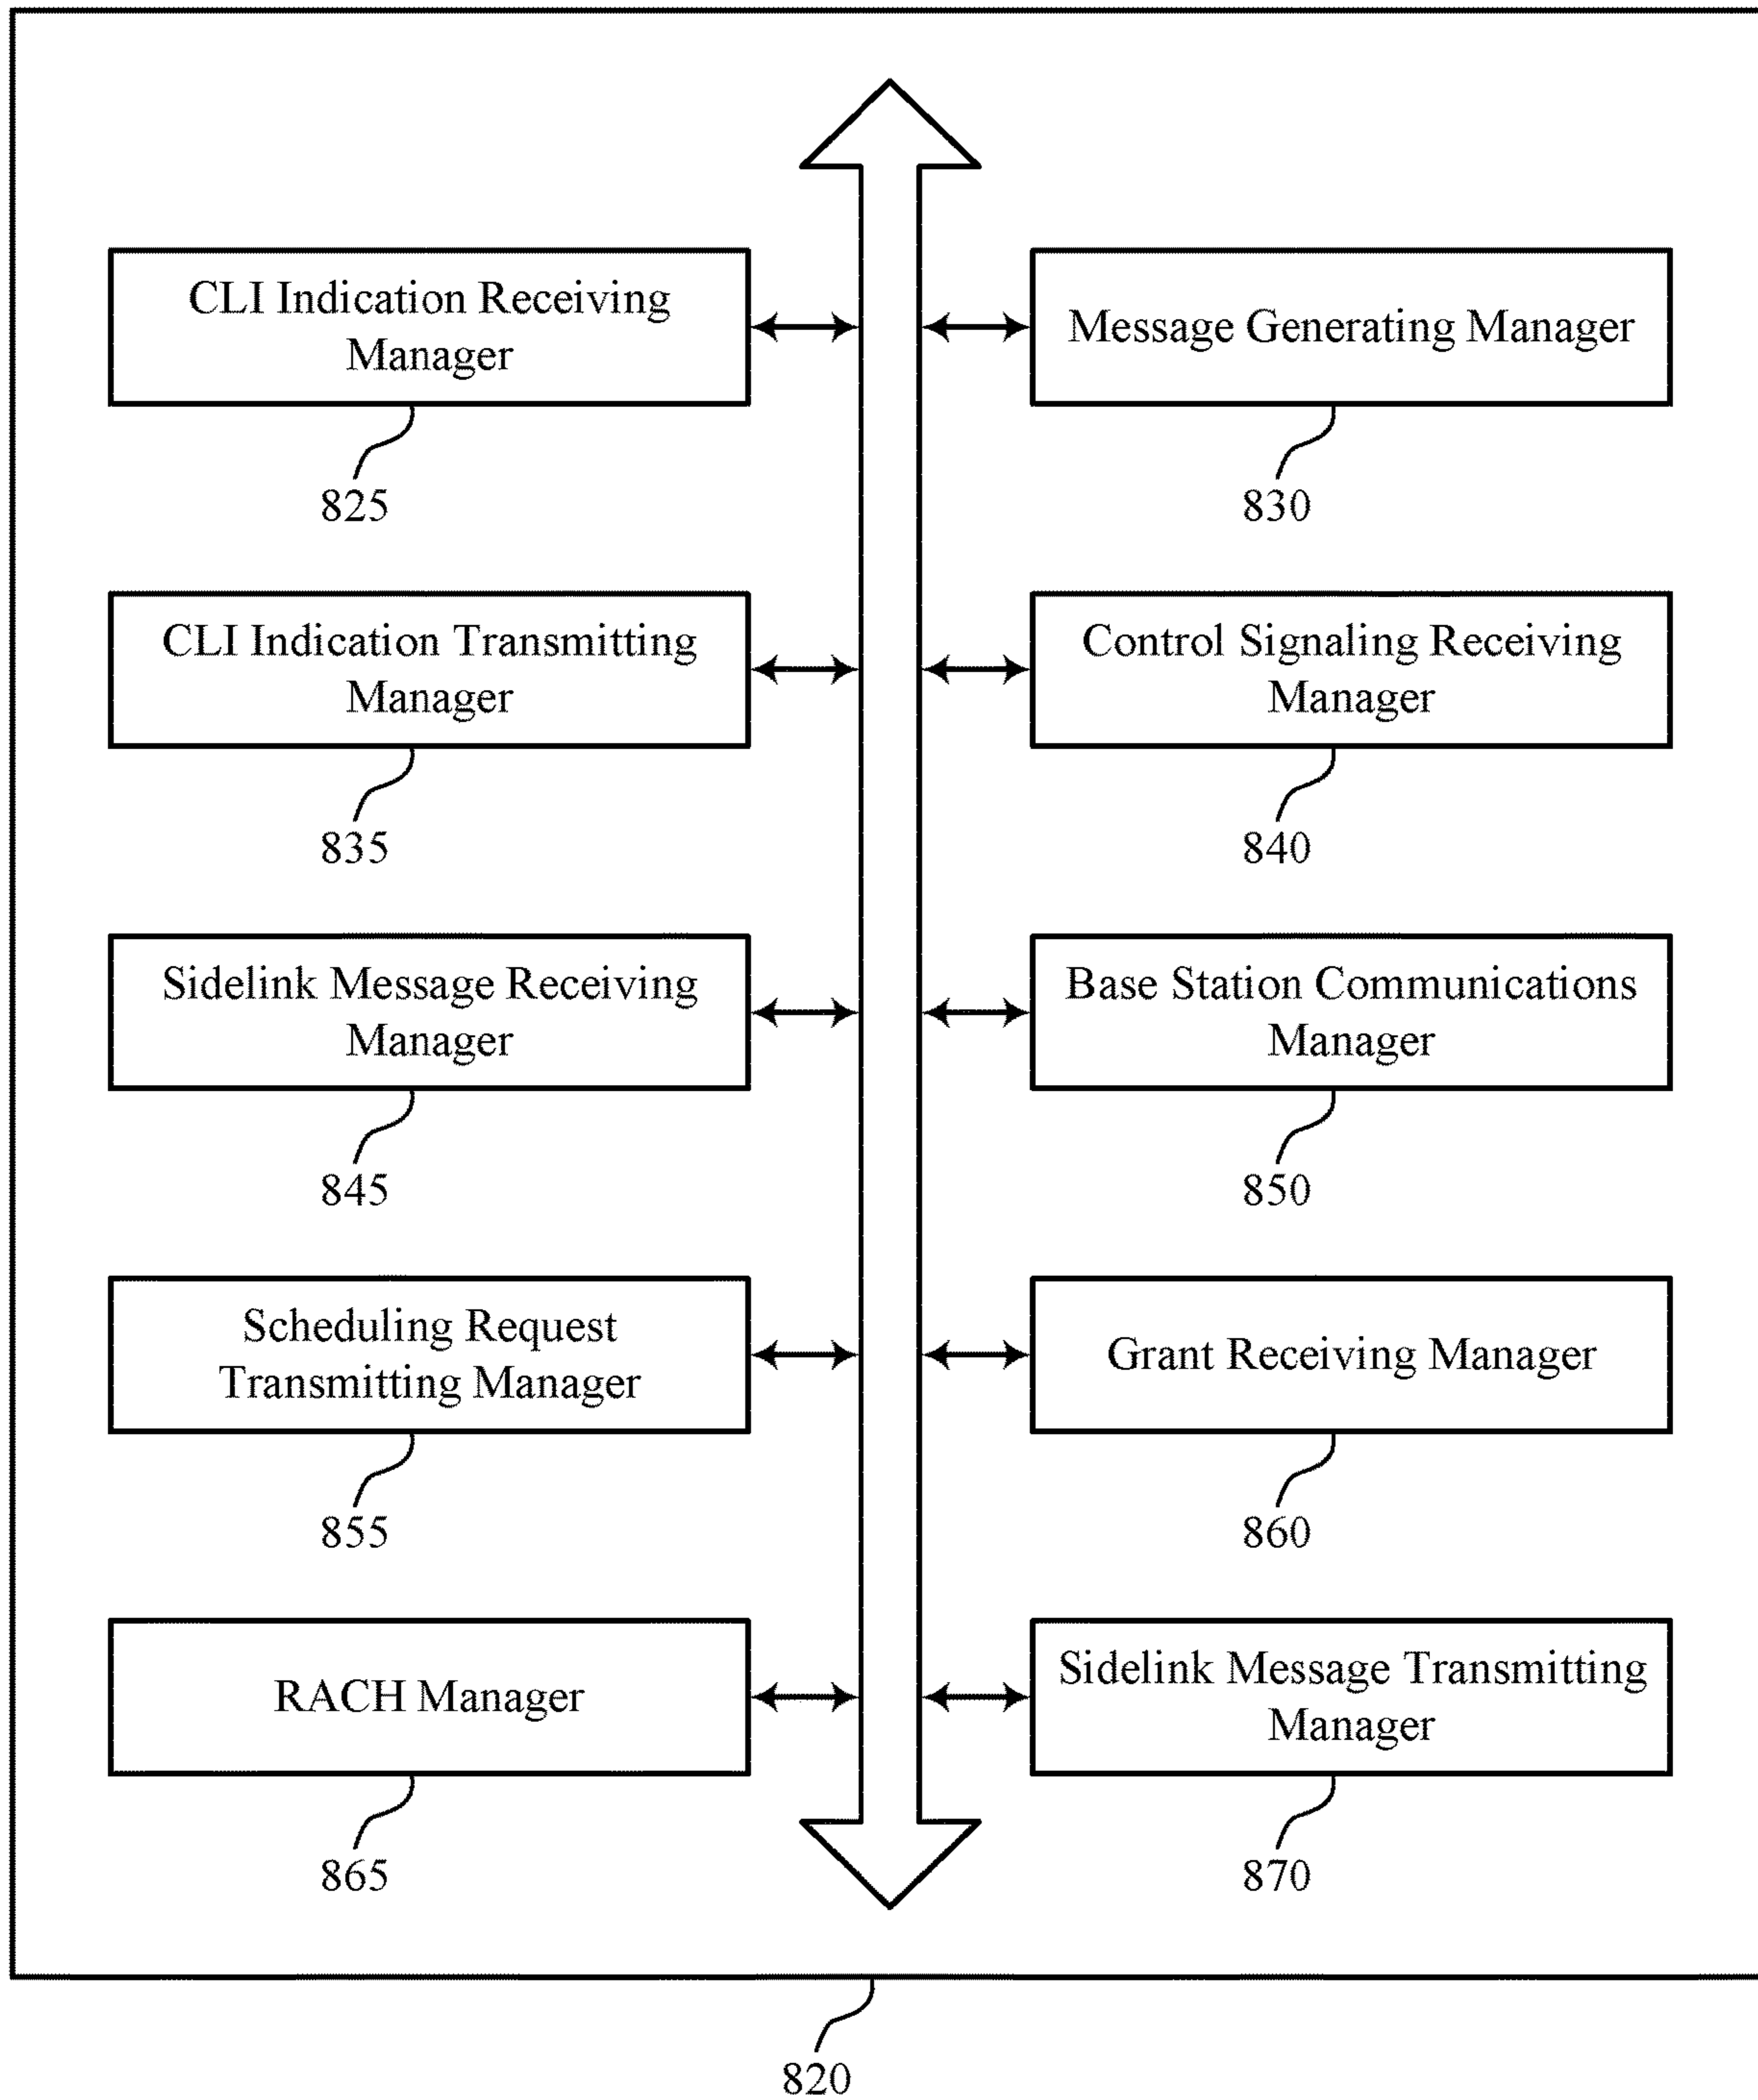 CLI Indication Receiving
Manager
825
Message Generating Manager
830
CLI Indication Transmitting
Manager
835
Control Signaling Receiving
Manager
840
Sidelink Message Receiving
Manager
845
Base Station Communications
Manager
850
Scheduling Request
Transmitting Manager
855
Grant Receiving Manager
860
RACH Manager
865
Sidelink Message Transmitting
Manager
870
820